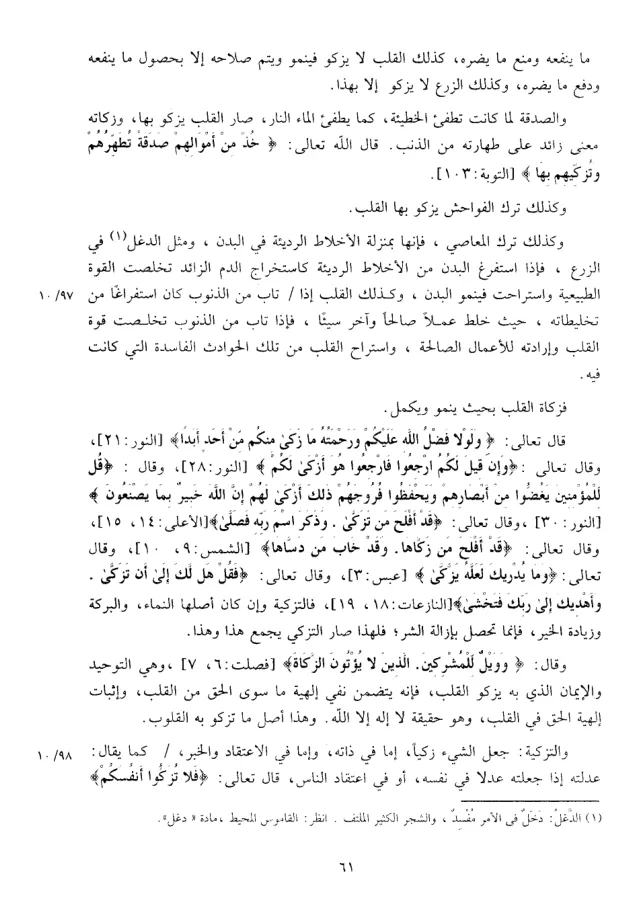 ما ينفعه ومنع ما يضره، كذلك القلب لا يزكو فينمو ويتم صلاحه إلا بحصول ما ينفعه
ودفع ما يضره، وكذلك الزرع لا يزكو إلا بهذا.
والصدقة لما كانت تطفئ الخطيئة، كما يطفئ الماء النار، صار القلب يزكو بها، وزكاته
معنى زائد على طهارته من الذنب. قال الله تعالى: ﴿ خُذْ مِنْ أَمْوَالِهِمْ صَدَقَةً تُطَهِّرُهُمْ
وَتُزَكِّيهِم بِهَا ﴾ [التوبة:١٠٣].
وكذلك ترك الفواحش يزكو بها القلب.
وكذلك ترك المعاصي ، فإنها بمنزلة الأخلاط الرديئة في البدن ، ومثل الدغل(١) في
الزرع ، فإذا استفرغ البدن من الأخلاط الرديئة كاستخراج الدم الزائد تخلصت القوة
الطبيعية واستراحت فينمو البدن ، وكذلك القلب إذا / تاب من الذنوب كان استفراغًا من ١٠/٩٧
تخليطاته ، حيث خلط عملاً صالحاً وآخر سيئًا ، فإذا تاب من الذنوب تخلصت قوة
القلب وإرادته للأعمال الصالحة ، واستراح القلب من تلك الحوادث الفاسدة التي كانت
فيه.
فزكاة القلب بحيث ينمو ويكمل.
قال تعالى: ﴿ وَلَوْلا فَضْلُ اللَّهِ عَلَيْكُمْ وَرَحْمَتُهُ مَا زَكَىٰ مِنكُم مِّنْ أَحَدٍ أَبَدًا﴾ [النور:٢١]،
وقال تعالى :﴿وَإِن قِيلَ لَكُمُ ارْجِعُوا فَارْجِعُوا هُوَ أَزْكَىٰ لَكُمْ ﴾ [النور:٢٨]، وقال : ﴿قُل
لِّلْمُؤْمِنِينَ يَغُضُّوا مِنْ أَبْصَارِهِمْ وَيَحْفَظُوا فُرُوجَهُمْ ذَلِكَ أَزْكَىٰ لَهُمْ إِنَّ اللَّهَ خَبِيرٌ بِمَا يَصْنَعُونَ ﴾
[النور:٣٠] ،وقال تعالى: ﴿قَدْ أَفْلَحَ مَن تَزَكَّىٰ . وَذَكَرَ اسْمَ رَبِّهِ فَصَلَّىٰ﴾[الأعلى:١٤، ١٥]،
وقال تعالى: ﴿قَدْ أَفْلَحَ مَن زَكَّاهَا. وَقَدْ خَابَ مَن دَسَّاهَا﴾ [الشمس:٩، ١٠]، وقال
تعالى:﴿وَمَا يُدْرِيكَ لَعَلَّهُ يَزَّكَّىٰ ﴾ [عبس:٣]، وقال تعالى: ﴿فَقُلْ هَل لَّكَ إِلَىٰ أَن تَزَكَّىٰ .
وَأَهْدِيَكَ إِلَىٰ رَبِّكَ فَتَخْشَىٰ﴾[النازعات:١٨، ١٩]، فالتزكية وإن كان أصلها النماء، والبركة
وزيادة الخير، فإنما تحصل بإزالة الشر؛ فلهذا صار التزكي يجمع هذا وهذا.
وقال: ﴿ وَوَيْلٌ لِّلْمُشْرِكِينَ. الَّذِينَ لا يُؤْتُونَ الزَّكَاةَ﴾ [فصلت:٦، ٧] ،وهي التوحيد
والإيمان الذي به يزكو القلب، فإنه يتضمن نفي إلهية ما سوى الحق من القلب، وإثبات
إلهية الحق في القلب، وهو حقيقة لا إله إلا الله. وهذا أصل ما تزكو به القلوب.
والتزكية: جعل الشيء زكياً، إما في ذاته، وإما في الاعتقاد والخبر، / كما يقال: ١٠/٩٨
عدلته إذا جعلته عدلا في نفسه، أو في اعتقاد الناس، قال تعالى: ﴿فَلا تُزَكُّوا أَنفُسَكُمْ﴾
(١) الدَّغَلُ: دَخَلٌ في الأمر مُفْسِدٌ ، والشجر الكثير الملتف . انظر: القاموس المحيط ،مادة « دغل».
٦١